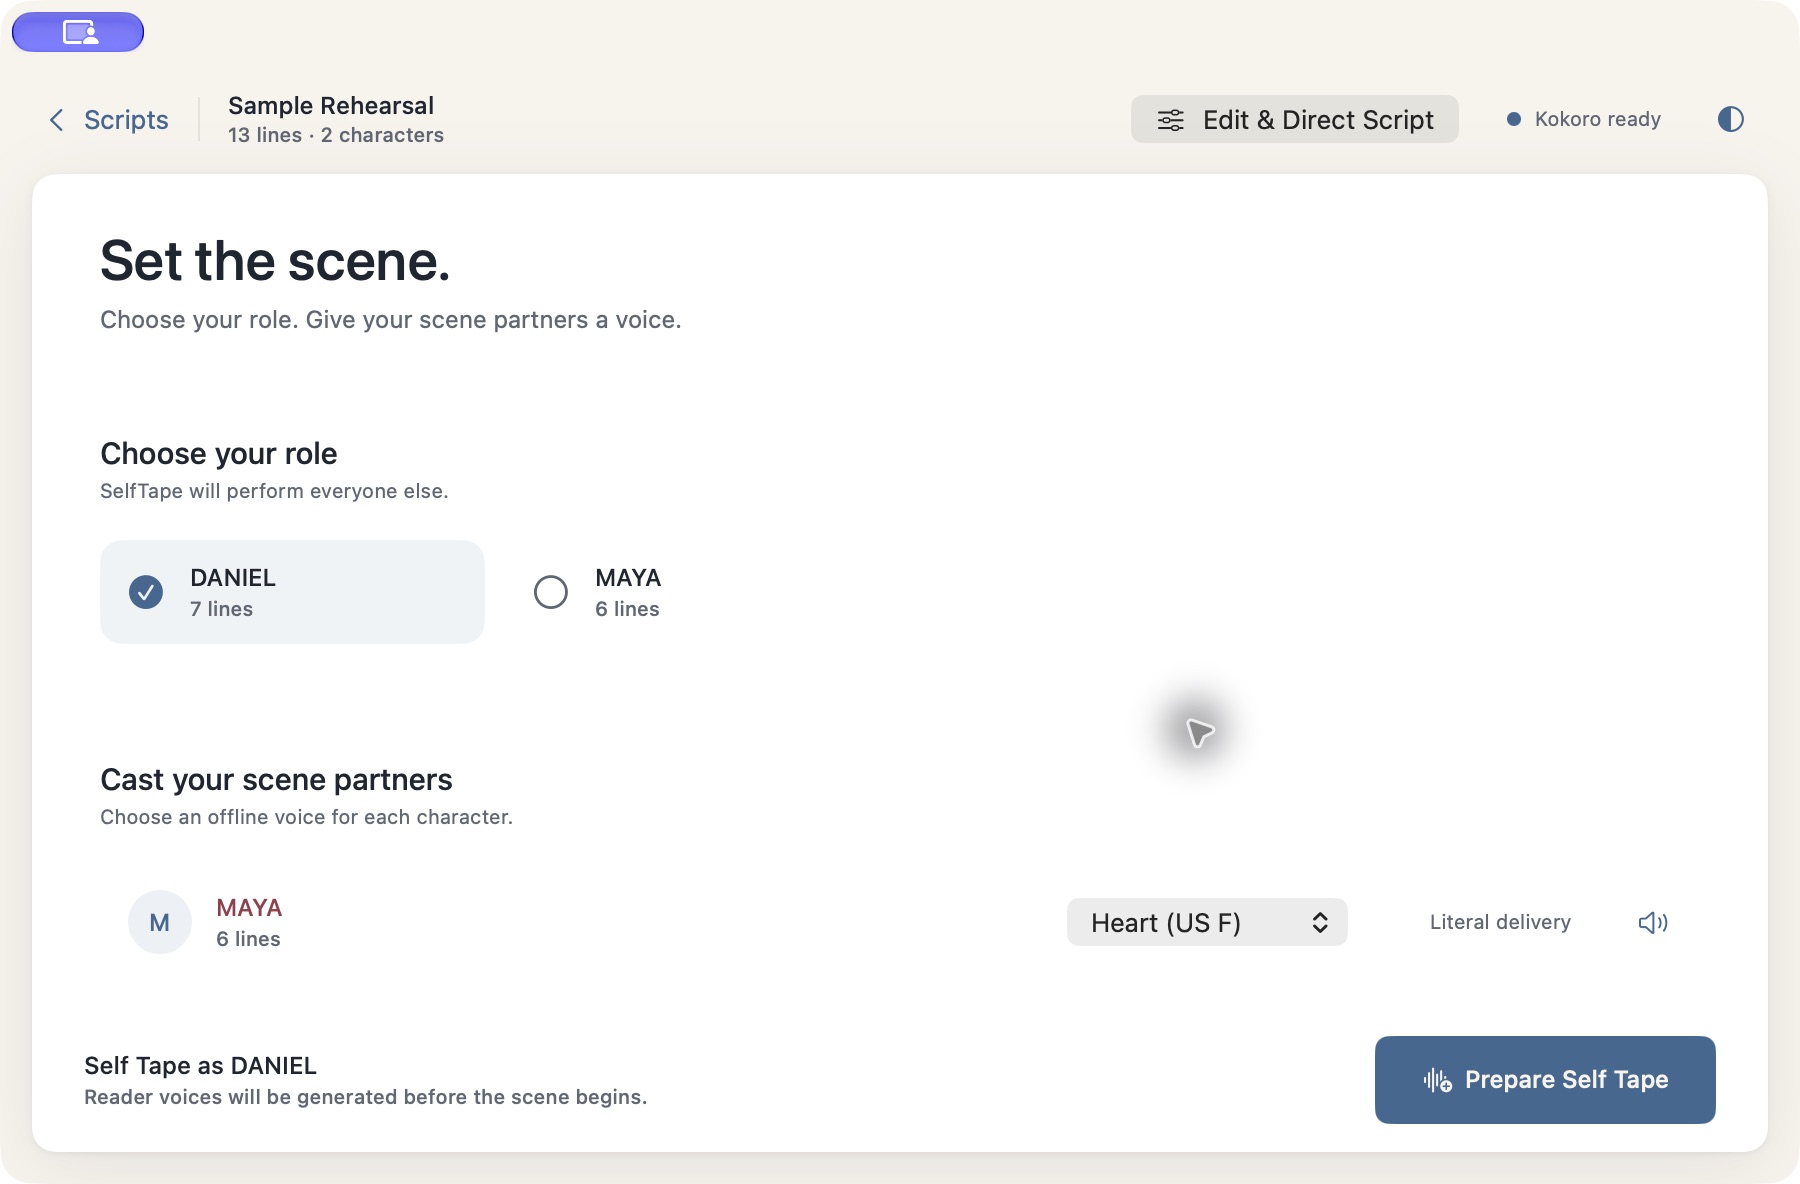 Scripts
Sample Rehearsal
13 lines · 2 characters
Edit & Direct Script
Kokoro ready
Set the scene.
Choose your role. Give your scene partners a voice.
Choose your role
SelfTape will perform everyone else.
DANIEL
7 lines
MAYA
6 lines
Cast your scene partners
Choose an offline voice for each character.
M
MAYA
6 lines
Heart (US F)
Literal delivery
Self Tape as DANIEL
Reader voices will be generated before the scene begins.
Prepare Self Tape